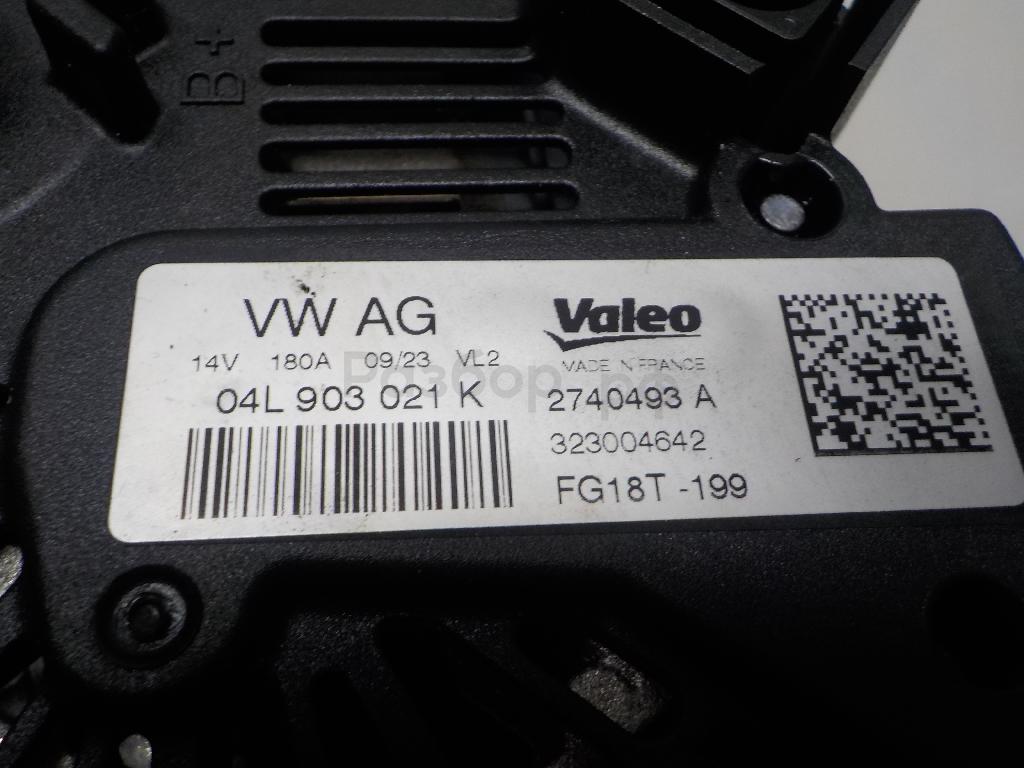 B+
VW AG
14V 180A 09/23 VL2
04L 903 021 K
Valeo
MADE IN FRANCE
2740493 A
323004642
FG18T -199